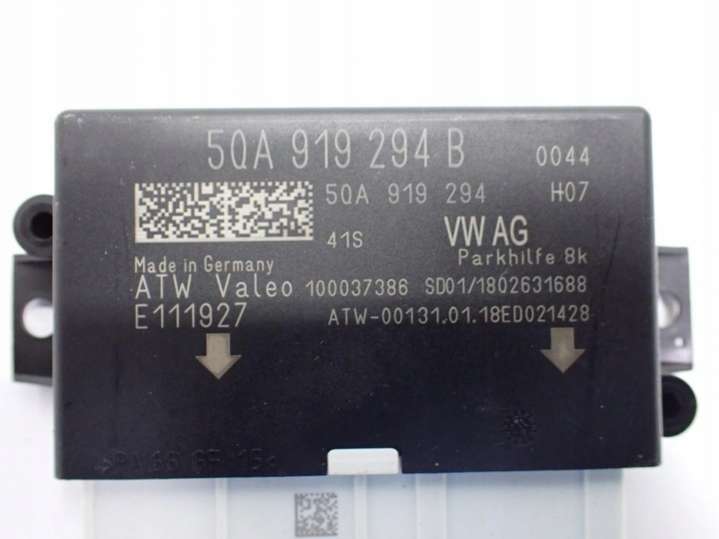 5QA 919 294 B 0044
5QA 919 294 H07
41S VW AG
Parkhilfe 8k
Made in Germany
ATW Valeo 100037386 SD01/1802631688
E111927 ATW-00131.01.18ED021428